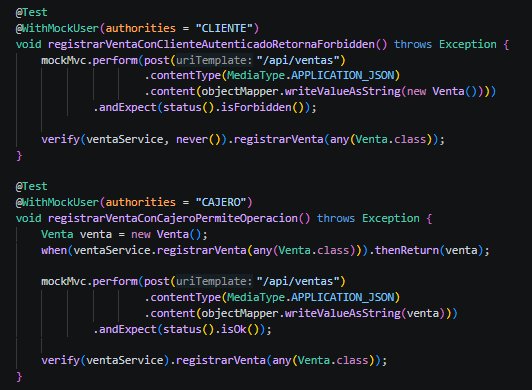 @Test
@WithMockUser(authorities = "CLIENTE")
void registrarVentaConClienteAutenticadoRetornaForbidden() throws Exception {
    mockMvc.perform(post(uriTemplate: "/api/ventas")
                    .contentType(MediaType.APPLICATION_JSON)
                    .content(objectMapper.writeValueAsString(new Venta())))
            .andExpect(status().isForbidden());

    verify(ventaService, never()).registrarVenta(any(Venta.class));
}

@Test
@WithMockUser(authorities = "CAJERO")
void registrarVentaConCajeroPermiteOperacion() throws Exception {
    Venta venta = new Venta();
    when(ventaService.registrarVenta(any(Venta.class))).thenReturn(venta);

    mockMvc.perform(post(uriTemplate: "/api/ventas")
                    .contentType(MediaType.APPLICATION_JSON)
                    .content(objectMapper.writeValueAsString(venta)))
            .andExpect(status().isOk());

    verify(ventaService).registrarVenta(any(Venta.class));
}